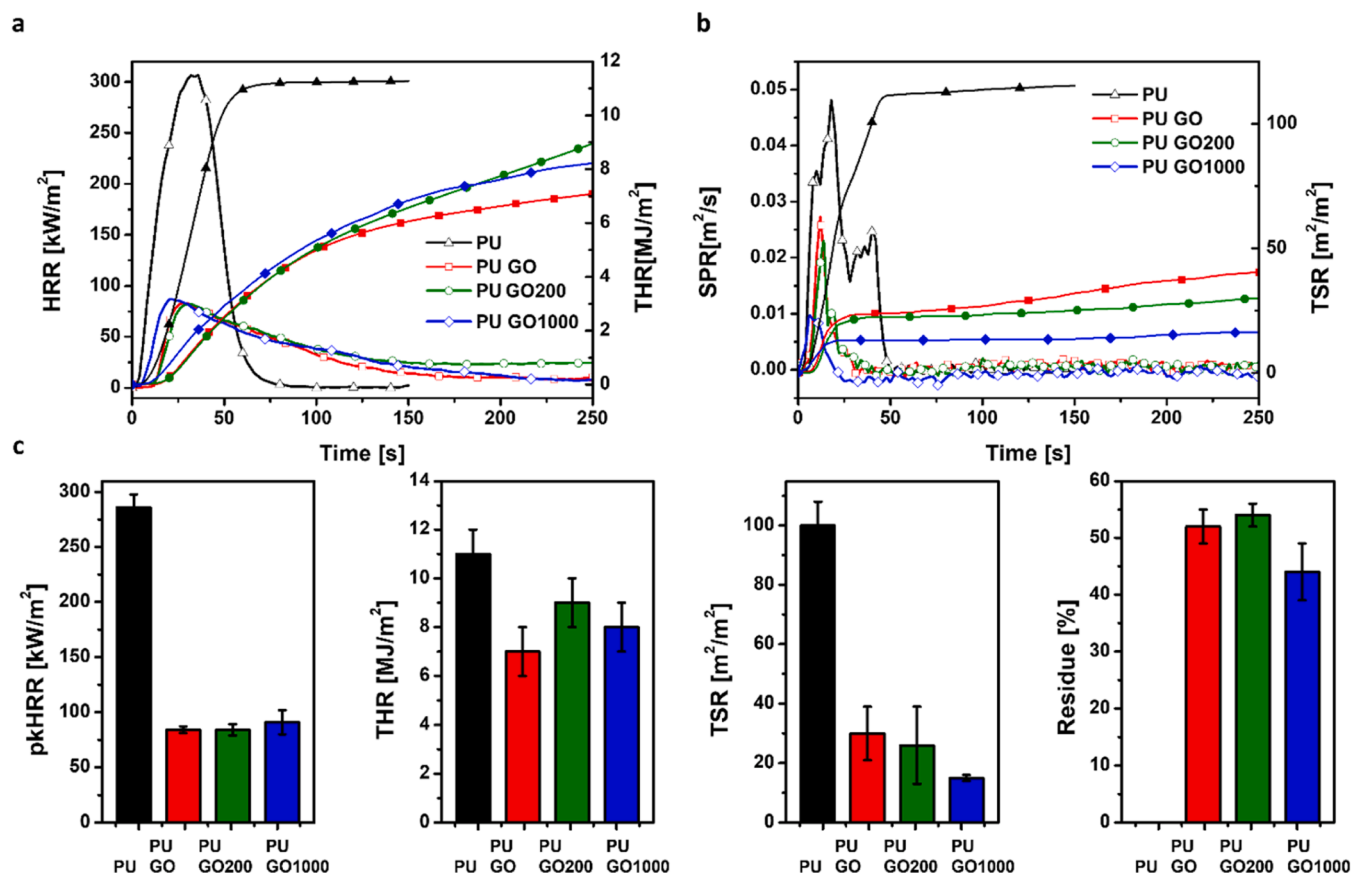 a
b
300
250
200
150
100
50
0
HRR [kW/m²]
12
10
8
6
4
2
0
THR[MJ/m²]
PU
PU GO
PU GO200
PU GO1000
0 50 100 150 200 250
Time [s]
0.05
0.04
0.03
0.02
0.01
0.00
SPR[m²/s]
100
50
0
TSR [m²/m²]
PU
PU GO
PU GO200
PU GO1000
0 50 100 150 200 250
Time [s]
c
300
250
200
150
100
50
0
pkHRR [kW/m²]
PU PU PU
PU GO GO200 GO1000
14
12
10
8
6
4
2
0
THR [MJ/m²]
PU PU PU
PU GO GO200 GO1000
100
80
60
40
20
0
TSR [m²/m²]
PU PU PU
PU GO GO200 GO1000
60
50
40
30
20
10
0
Residue [%]
PU PU PU
PU GO GO200 GO1000